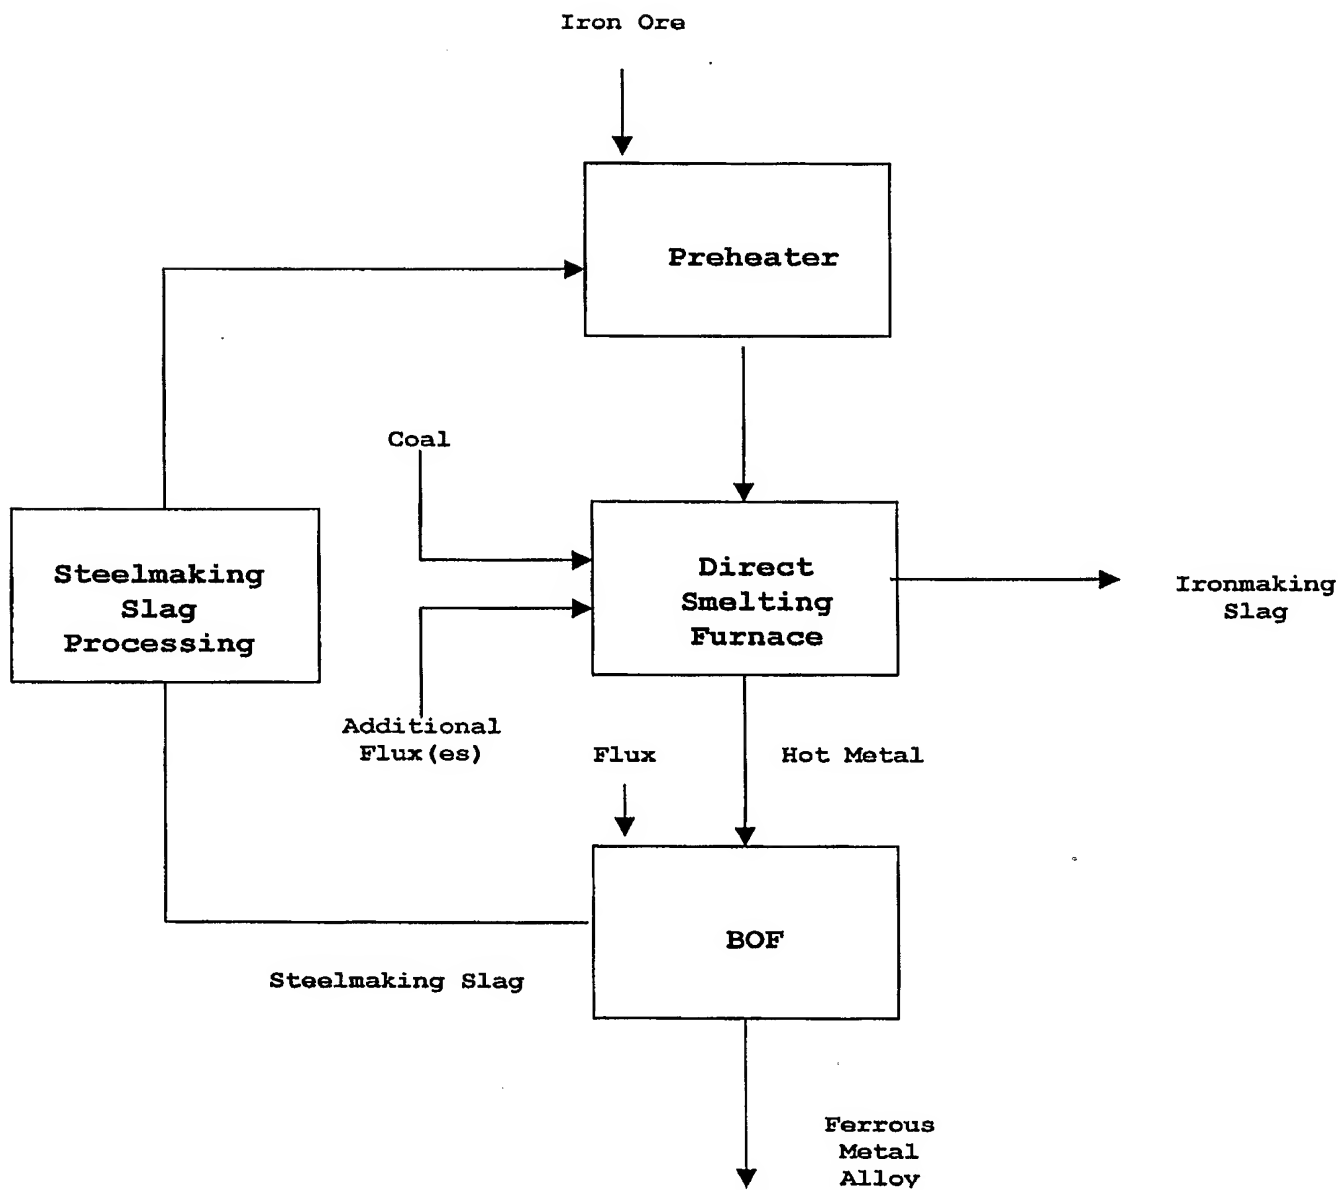 Iron Ore
Preheater
Coal
Steelmaking
Slag
Processing
Direct
Smelting
Furnace
Ironmaking
Slag
Additional
Flux(es)
Flux
Hot Metal
BOF
Steelmaking Slag
Ferrous
Metal
Alloy